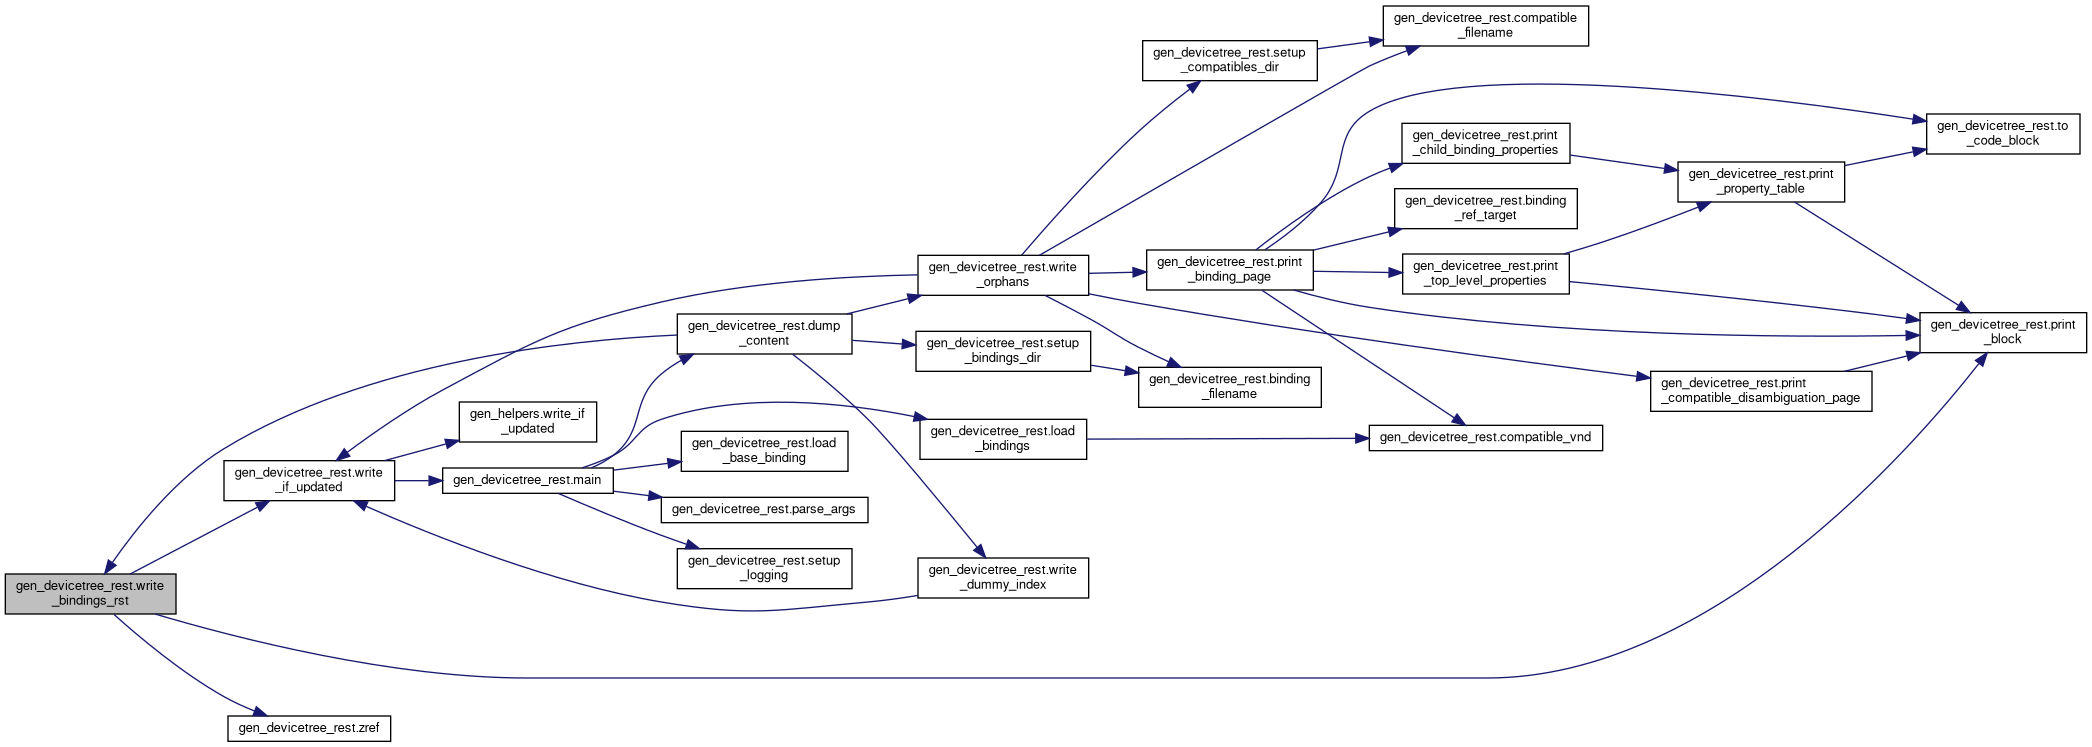 gen_devicetree_rest.compatible
_filename
gen_devicetree_rest.setup
_compatibles_dir
gen_devicetree_rest.to
_code_block
gen_devicetree_rest.print
_child_binding_properties
gen_devicetree_rest.print
_property_table
gen_devicetree_rest.binding
_ref_target
gen_devicetree_rest.write
_orphans
gen_devicetree_rest.print
_binding_page
gen_devicetree_rest.print
_top_level_properties
gen_devicetree_rest.dump
_content
gen_devicetree_rest.setup
_bindings_dir
gen_devicetree_rest.print
_block
gen_devicetree_rest.binding
_filename
gen_devicetree_rest.print
_compatible_disambiguation_page
gen_helpers.write_if
_updated
gen_devicetree_rest.load
_base_binding
gen_devicetree_rest.load
_bindings
gen_devicetree_rest.compatible_vnd
gen_devicetree_rest.write
_if_updated
gen_devicetree_rest.main
gen_devicetree_rest.parse_args
gen_devicetree_rest.setup
_logging
gen_devicetree_rest.write
_dummy_index
gen_devicetree_rest.write
_bindings_rst
gen_devicetree_rest.zref